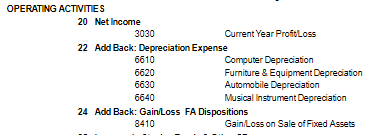 OPERATING ACTIVITIES
20 Net Income
3030 Current Year Profit/Loss
22 Add Back: Depreciation Expense
6610 Computer Depreciation
6620 Furniture & Equipment Depreciation
6630 Automobile Depreciation
6640 Musical Instrument Depreciation
24 Add Back: Gain/Loss FA Dispositions
8410 Gain/Loss on Sale of Fixed Assets